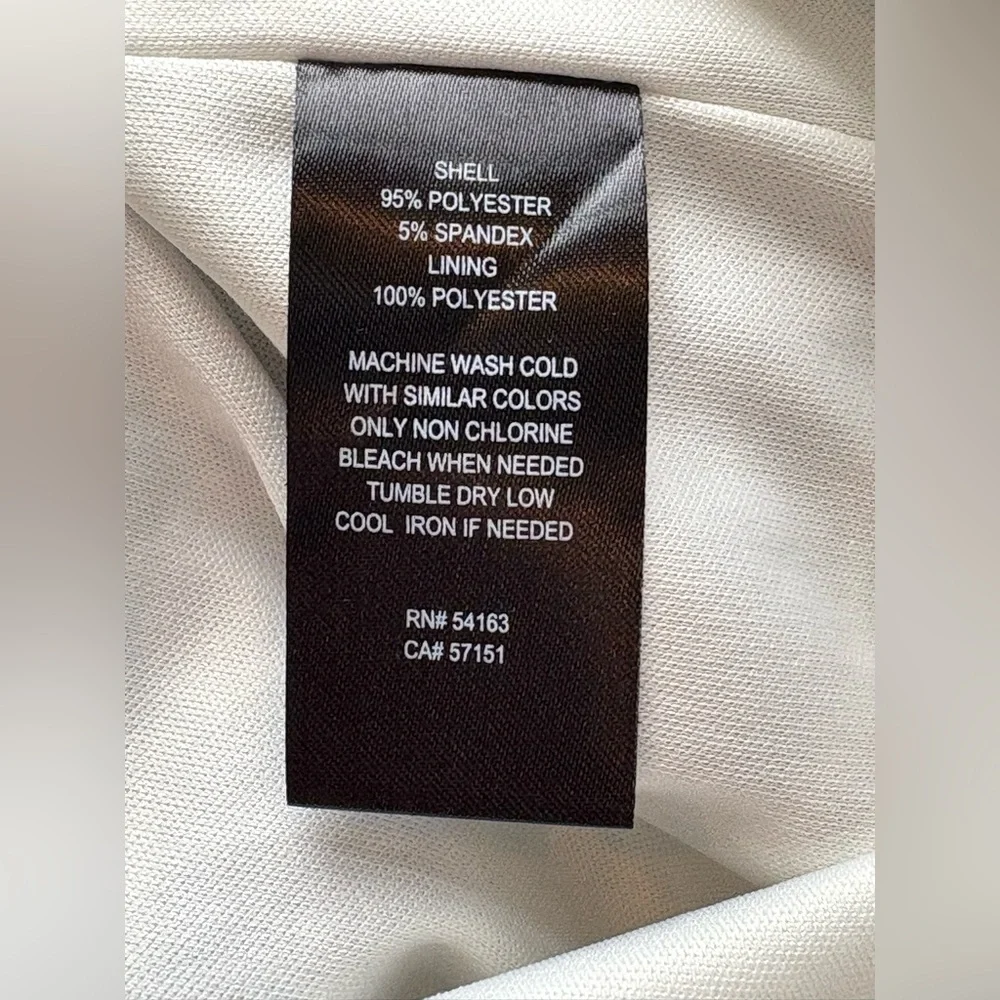 SHELL
95% POLYESTER
5% SPANDEX
LINING
100% POLYESTER
MACHINE WASH COLD
WITH SIMILAR COLORS
ONLY NON CHLORINE
BLEACH WHEN NEEDED
TUMBLE DRY LOW
COOL IRON IF NEEDED
RN# 54163
CA# 57151